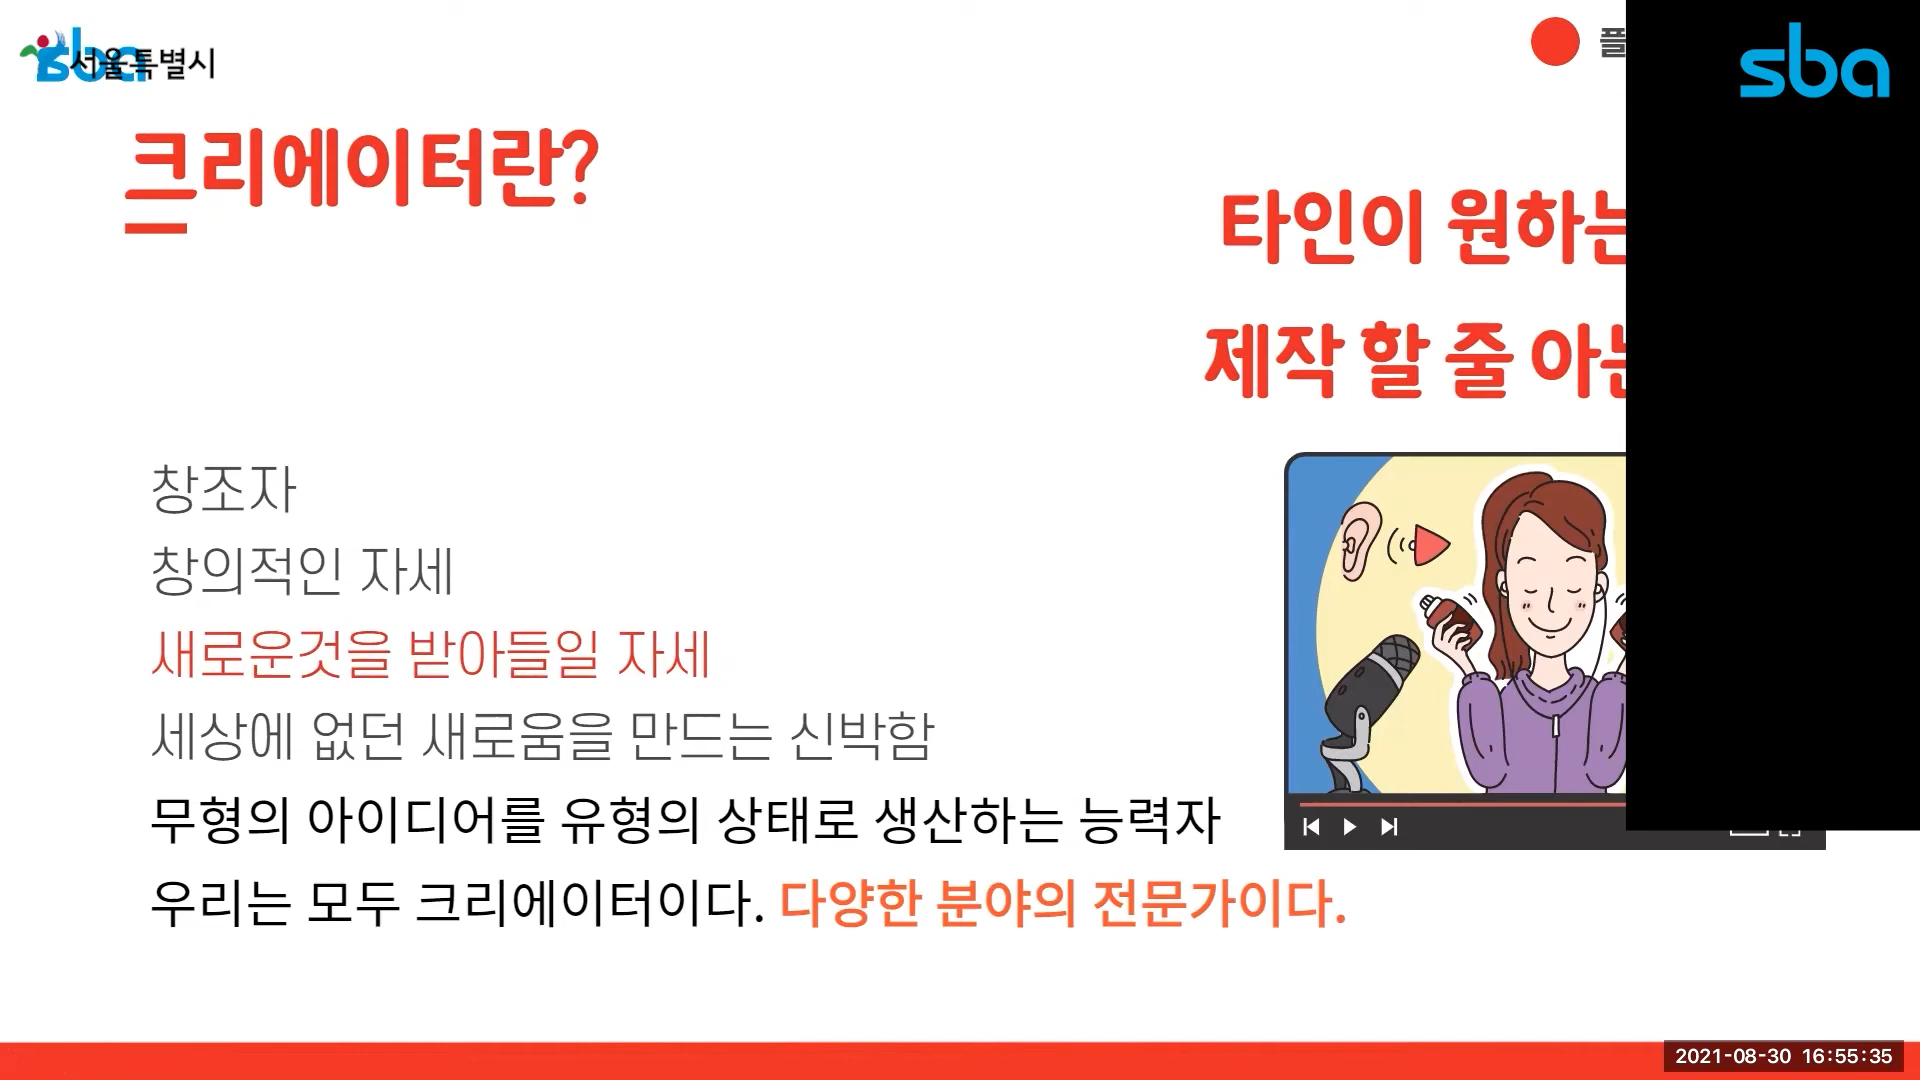 sba 서울특별시
sba
크리에이터란?
타인이 원하는
제작 할 줄 아는
창조자
창의적인 자세
새로운것을 받아들일 자세
세상에 없던 새로움을 만드는 신박함
무형의 아이디어를 유형의 상태로 생산하는 능력자
우리는 모두 크리에이터이다. 다양한 분야의 전문가이다.
2021-08-30 16:55:35